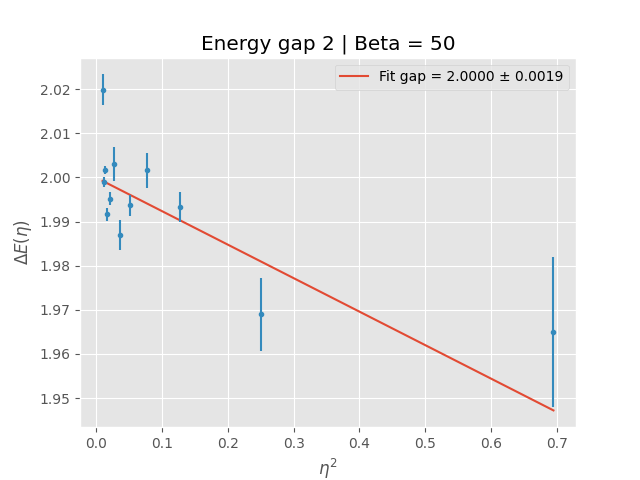 Energy gap 2 | Beta = 50
Fit gap = 2.0000 ± 0.0019
2.02
2.01
2.00
1.99
1.98
1.97
1.96
1.95
ΔE(η)
0.0 0.1 0.2 0.3 0.4 0.5 0.6 0.7
η²